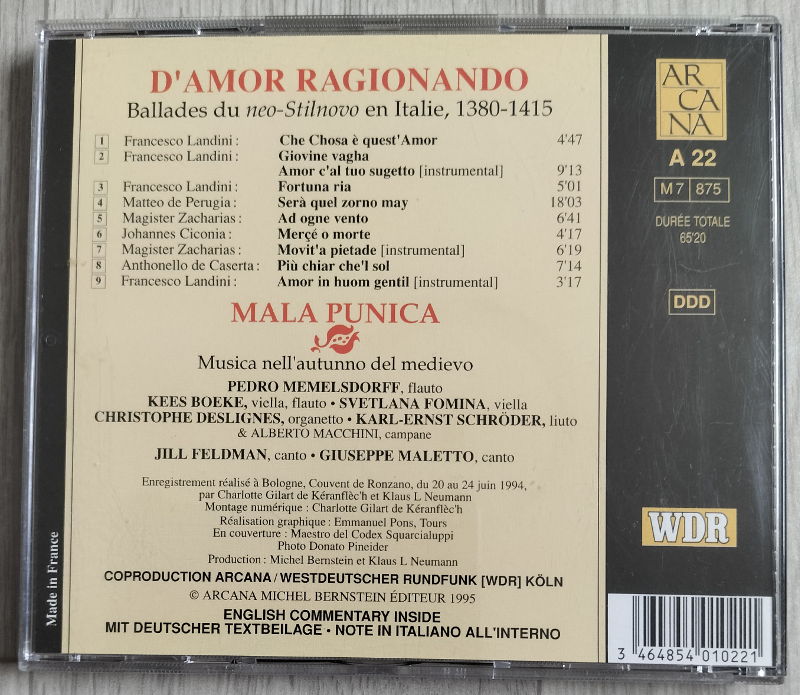 D'AMOR RAGIONANDO
Ballades du neo-Stilnovo en Italie, 1380-1415
1 Francesco Landini : Che Chosa è quest'Amor 4'47
2 Francesco Landini : Giovine vagha
Amor c'al tuo sugetto [instrumental] 9'13
3 Francesco Landini : Fortuna ria 5'01
4 Matteo de Perugia : Serà quel zorno may 18'03
5 Magister Zacharias : Ad ogne vento 6'41
6 Johannes Ciconia : Merçé o morte 4'17
7 Magister Zacharias : Movit'a pietade [instrumental] 6'19
8 Anthonello de Caserta : Più chiar che'l sol 7'14
9 Francesco Landini : Amor in huom gentil [instrumental] 3'17
MALA PUNICA
Musica nell'autunno del medievo
PEDRO MEMELSDORFF, flauto
KEES BOEKE, viella, flauto • SVETLANA FOMINA, viella
CHRISTOPHE DESLIGNES, organetto • KARL-ERNST SCHRÖDER, liuto
& ALBERTO MACCHINI, campane
JILL FELDMAN, canto • GIUSEPPE MALETTO, canto
Enregistrement réalisé à Bologne, Couvent de Ronzano, du 20 au 24 juin 1994,
par Charlotte Gilart de Kéranflèc'h et Klaus L Neumann
Montage numérique : Charlotte Gilart de Kéranflèc'h
Réalisation graphique : Emmanuel Pons, Tours
En couverture : Maestro del Codex Squarcialuppi
Photo Donato Pineider
Production : Michel Bernstein et Klaus L Neumann
COPRODUCTION ARCANA / WESTDEUTSCHER RUNDFUNK [WDR] KÖLN
© ARCANA MICHEL BERNSTEIN ÉDITEUR 1995
ENGLISH COMMENTARY INSIDE
MIT DEUTSCHER TEXTBEILAGE • NOTE IN ITALIANO ALL'INTERNO
Made in France
AR
CA
NA
A 22
M7 875
DURÉE TOTALE
65'20
DDD
WDR
3 464854 010221